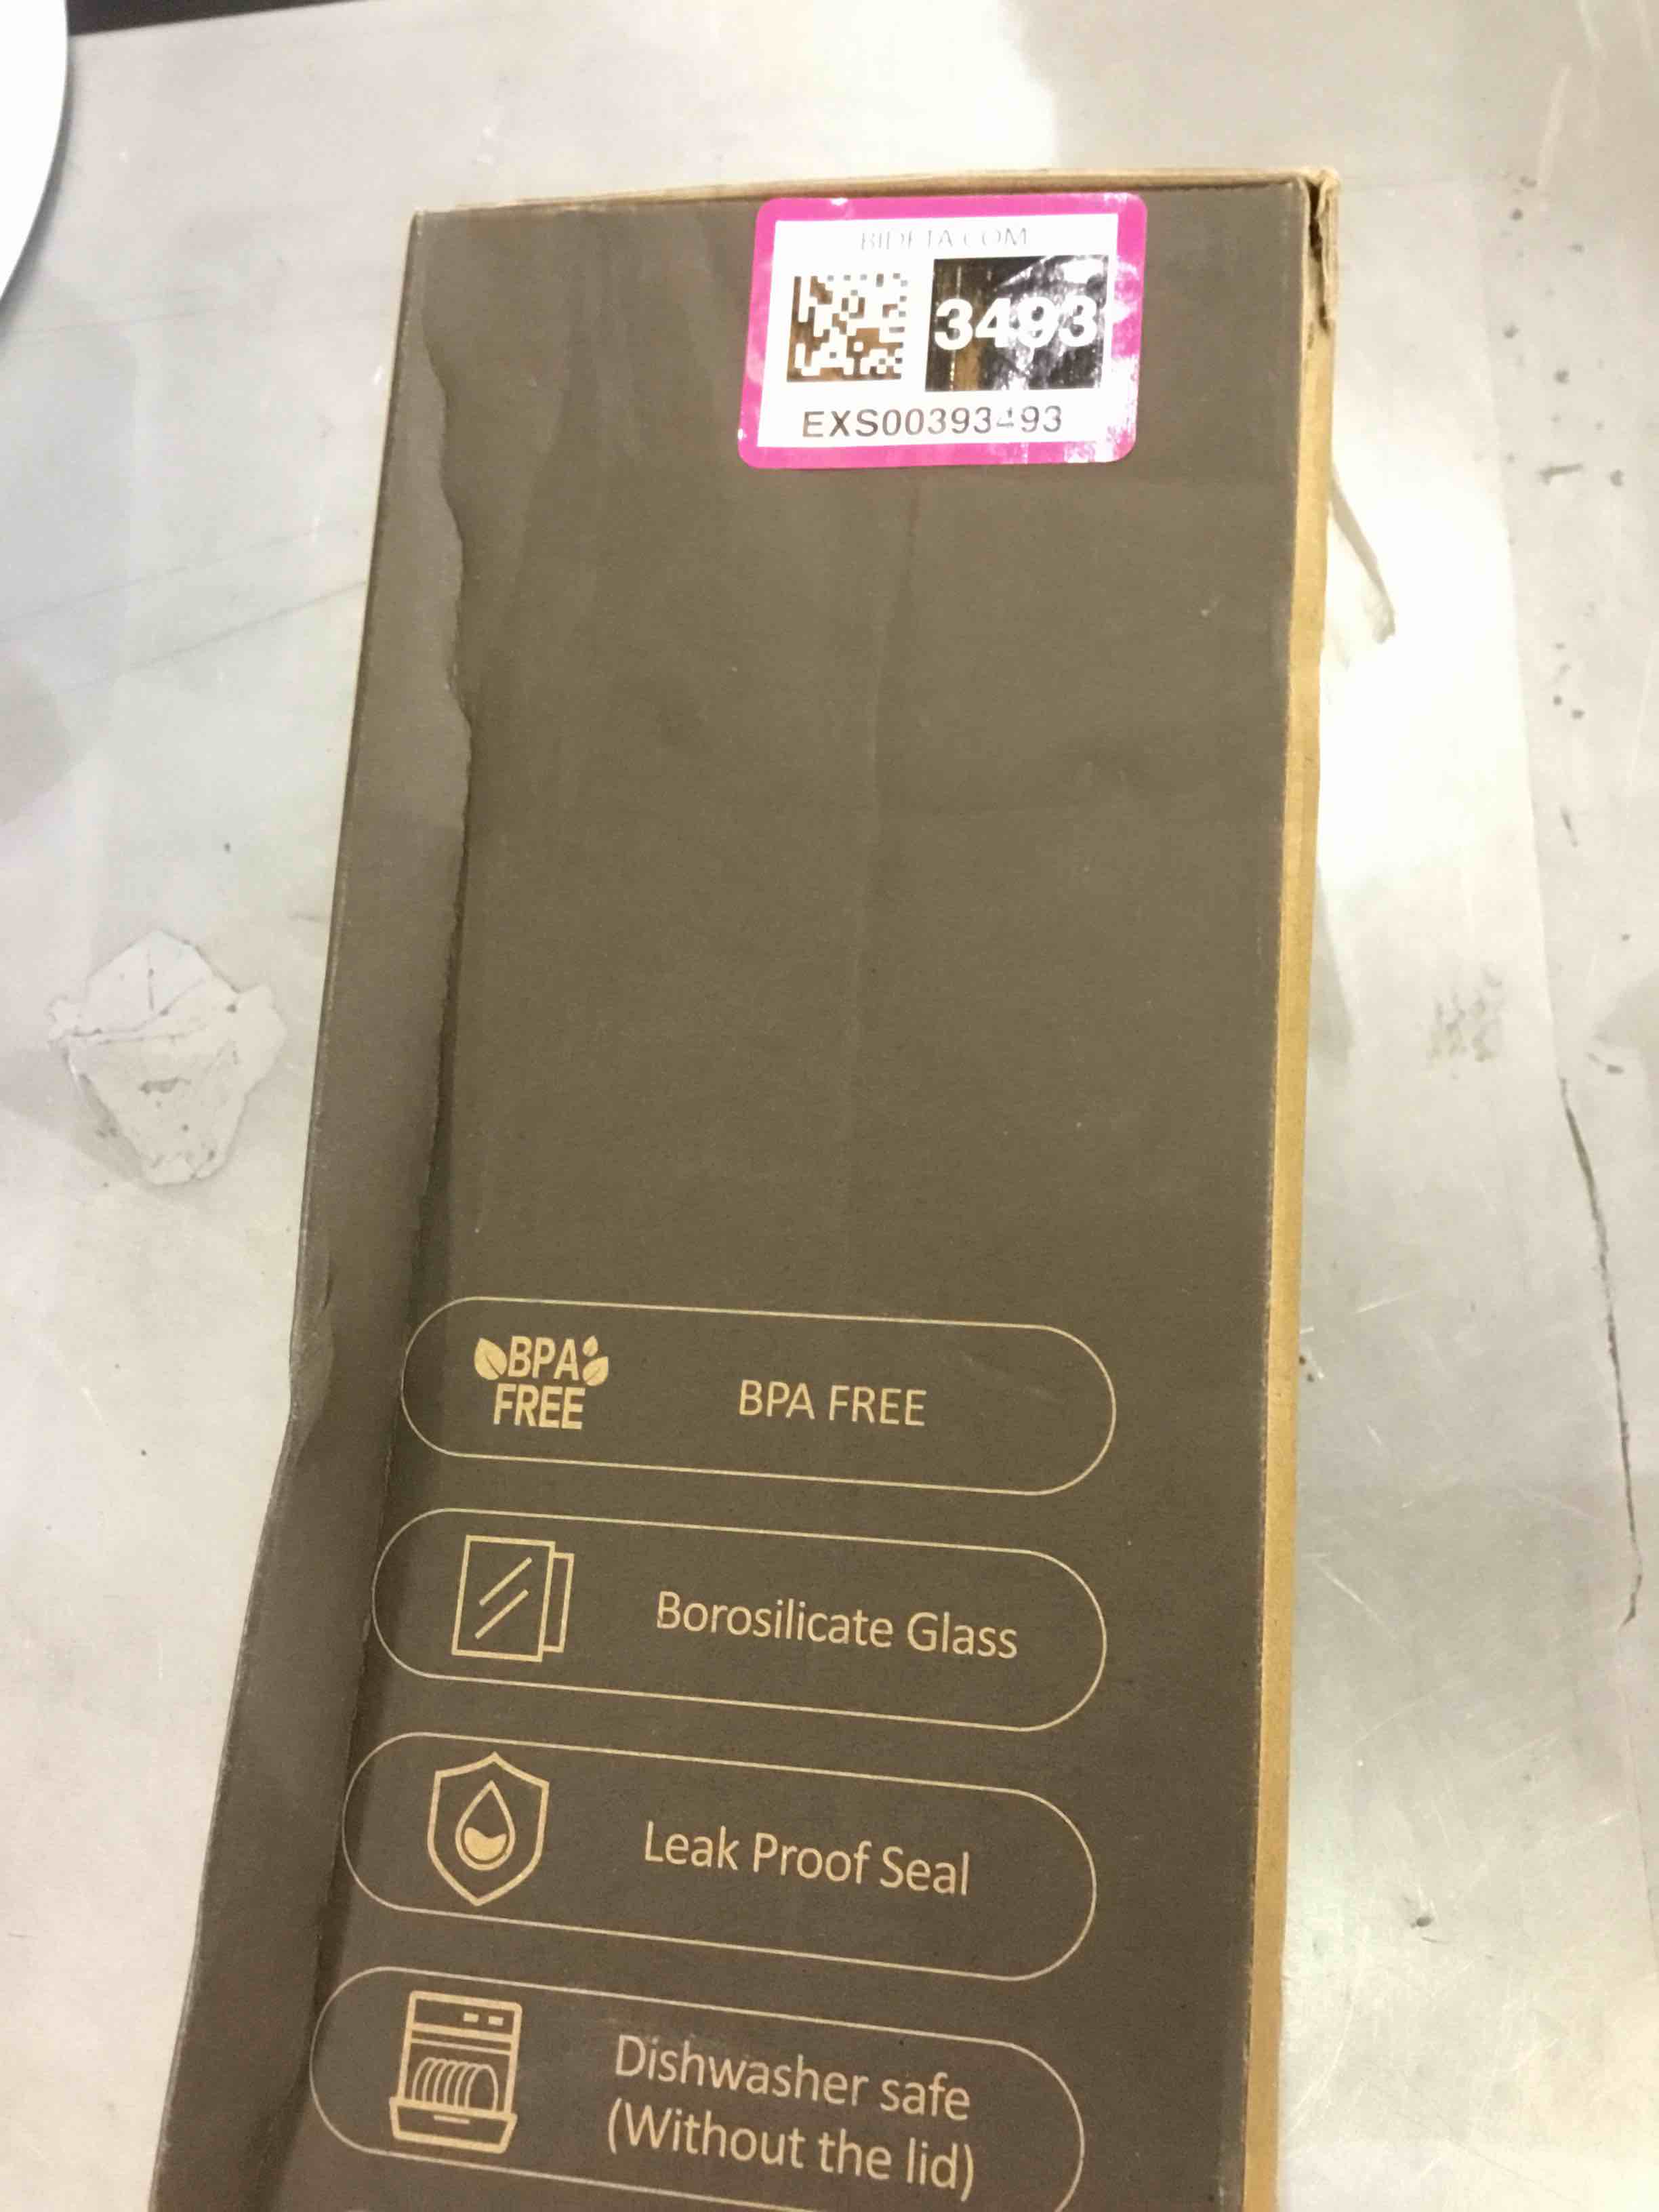 BIDFTA.COM
3493
EXS00393493
BPA
FREE
BPA FREE
Borosilicate Glass
Leak Proof Seal
Dishwasher safe
(Without the lid)